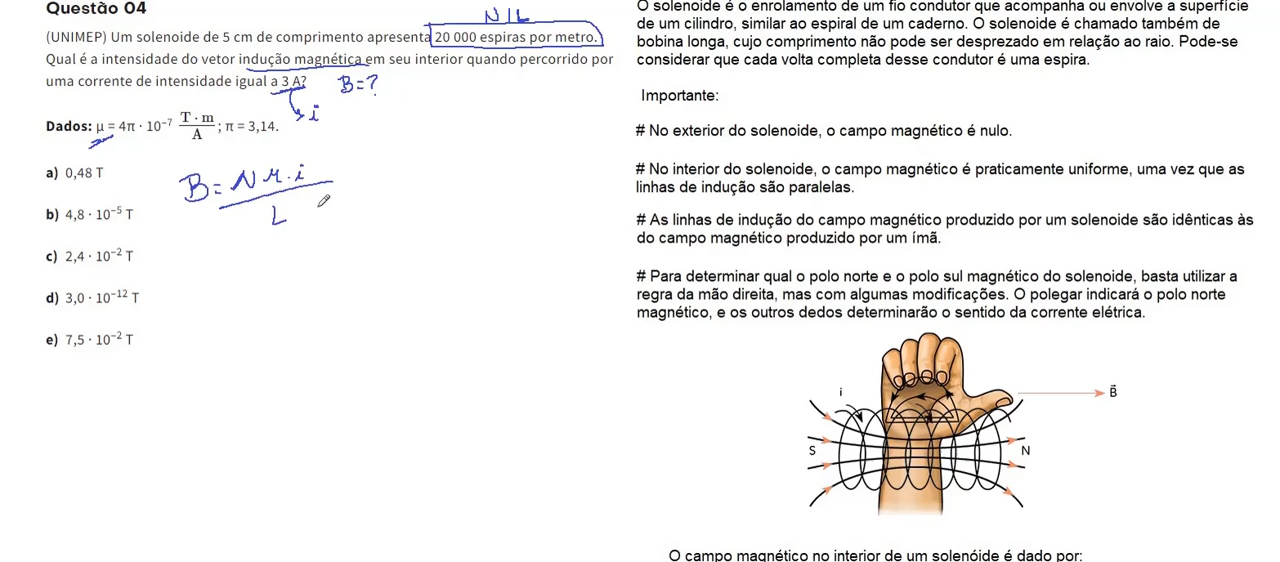 Questão 04
N/L
(UNIMEP) Um solenoide de 5 cm de comprimento apresenta 20 000 espiras por metro.
Qual é a intensidade do vetor indução magnética em seu interior quando percorrido por
uma corrente de intensidade igual a 3 A?
B=?
i
Dados: μ = 4π · 10⁻⁷ T · m / A ; π = 3,14.
a) 0,48 T
b) 4,8 · 10⁻⁵ T
c) 2,4 · 10⁻² T
d) 3,0 · 10⁻¹² T
e) 7,5 · 10⁻² T
B = N μ . i
L
O solenoide é o enrolamento de um fio condutor que acompanha ou envolve a superfície
de um cilindro, similar ao espiral de um caderno. O solenoide é chamado também de
bobina longa, cujo comprimento não pode ser desprezado em relação ao raio. Pode-se
considerar que cada volta completa desse condutor é uma espira.
Importante:
# No exterior do solenoide, o campo magnético é nulo.
# No interior do solenoide, o campo magnético é praticamente uniforme, uma vez que as
linhas de indução são paralelas.
# As linhas de indução do campo magnético produzido por um solenoide são idênticas às
do campo magnético produzido por um ímã.
# Para determinar qual o polo norte e o polo sul magnético do solenoide, basta utilizar a
regra da mão direita, mas com algumas modificações. O polegar indicará o polo norte
magnético, e os outros dedos determinarão o sentido da corrente elétrica.
i
B⃗
S
N
O campo magnético no interior de um solenóide é dado por: